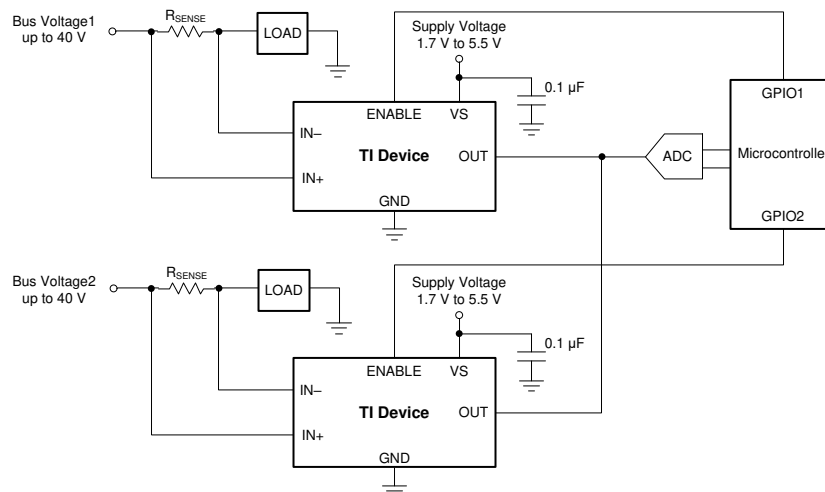 Bus Voltage1
up to 40 V
RSENSE
LOAD
Supply Voltage
1.7 V to 5.5 V
0.1 µF
ENABLE
VS
IN–
TI Device
OUT
IN+
GND
ADC
GPIO1
Microcontrolle
GPIO2
Bus Voltage2
up to 40 V
RSENSE
LOAD
Supply Voltage
1.7 V to 5.5 V
0.1 µF
ENABLE
VS
IN–
TI Device
OUT
IN+
GND